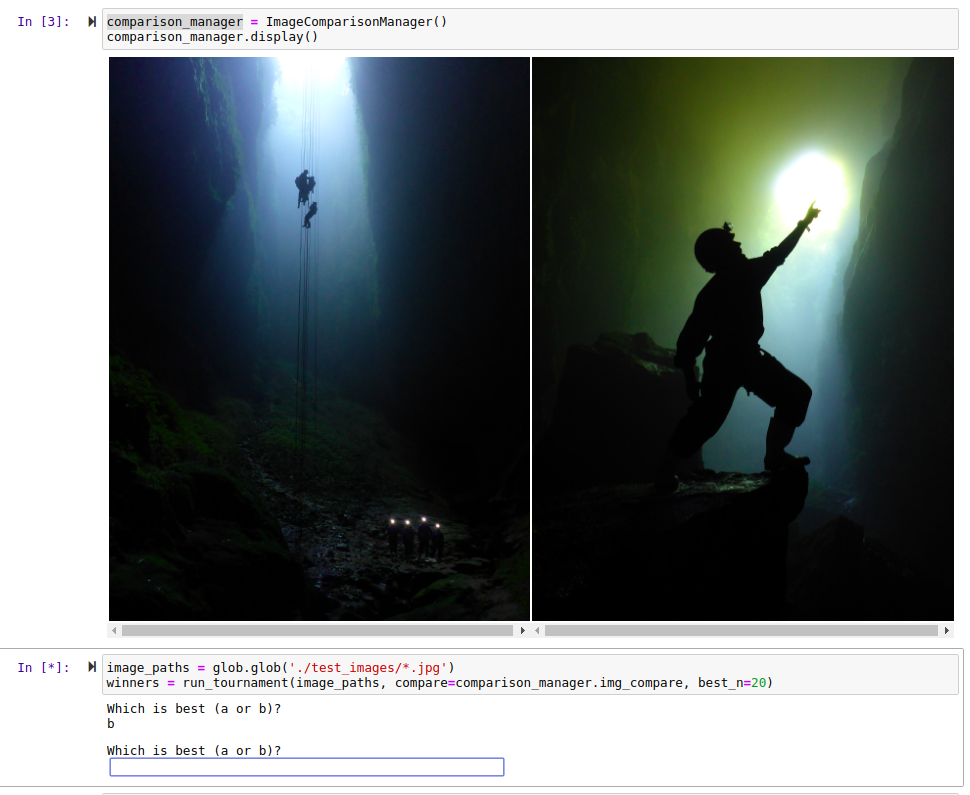 In [3]:
comparison_manager = ImageComparisonManager()
comparison_manager.display()
In [*]:
image_paths = glob.glob('./test_images/*.jpg')
winners = run_tournament(image_paths, compare=comparison_manager.img_compare, best_n=20)
Which is best (a or b)?
b
Which is best (a or b)?